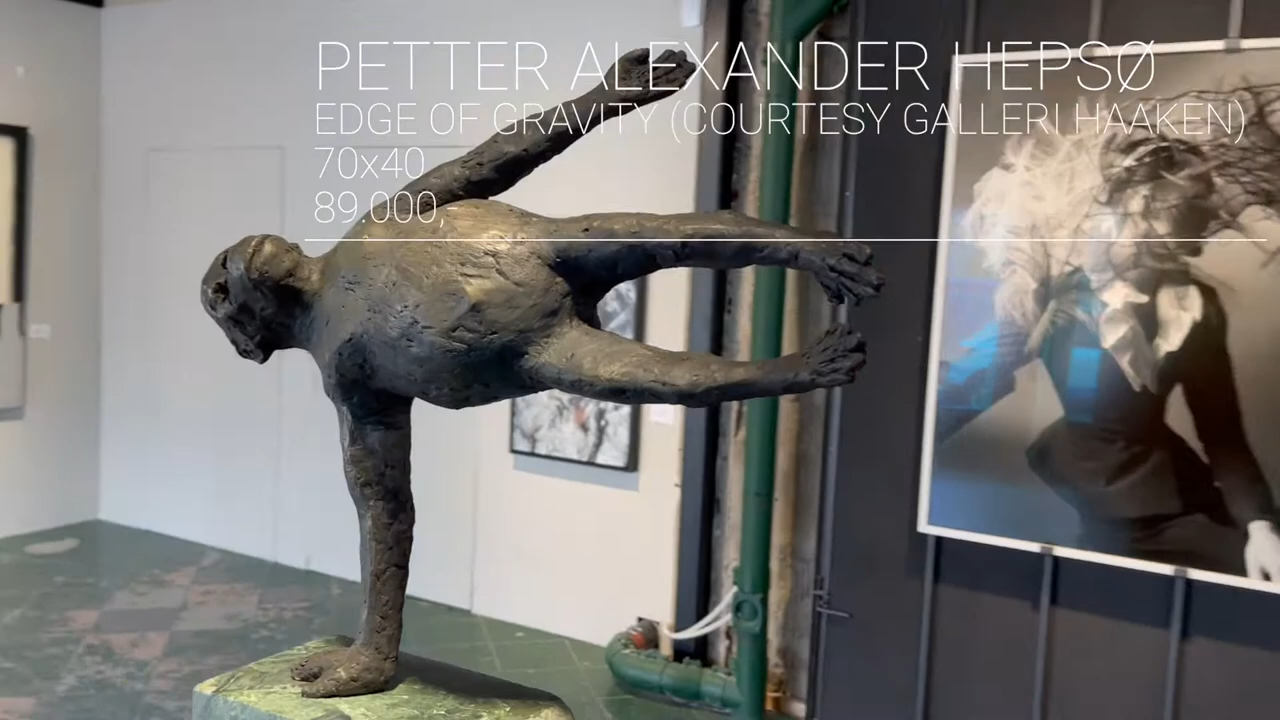 PETTER ALEXANDER HEPSØ
EDGE OF GRAVITY (COURTESY GALLERI HAAKEN)
70x40
89.000,-